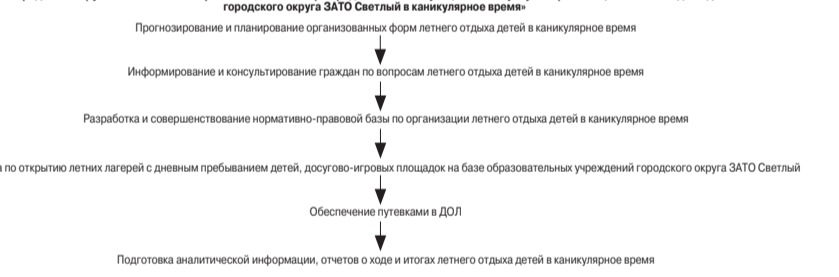 городского округа ЗАТО Светлый в каникулярное время»
Прогнозирование и планирование организованных форм летнего отдыха детей в каникулярное время
Информирование и консультирование граждан по вопросам летнего отдыха детей в каникулярное время
Разработка и совершенствование нормативно-правовой базы по организации летнего отдыха детей в каникулярное время
по открытию летних лагерей с дневным пребыванием детей, досугово-игровых площадок на базе образовательных учреждений городского округа ЗАТО Светлый
Обеспечение путевками в ДОЛ
Подготовка аналитической информации, отчетов о ходе и итогах летнего отдыха детей в каникулярное время